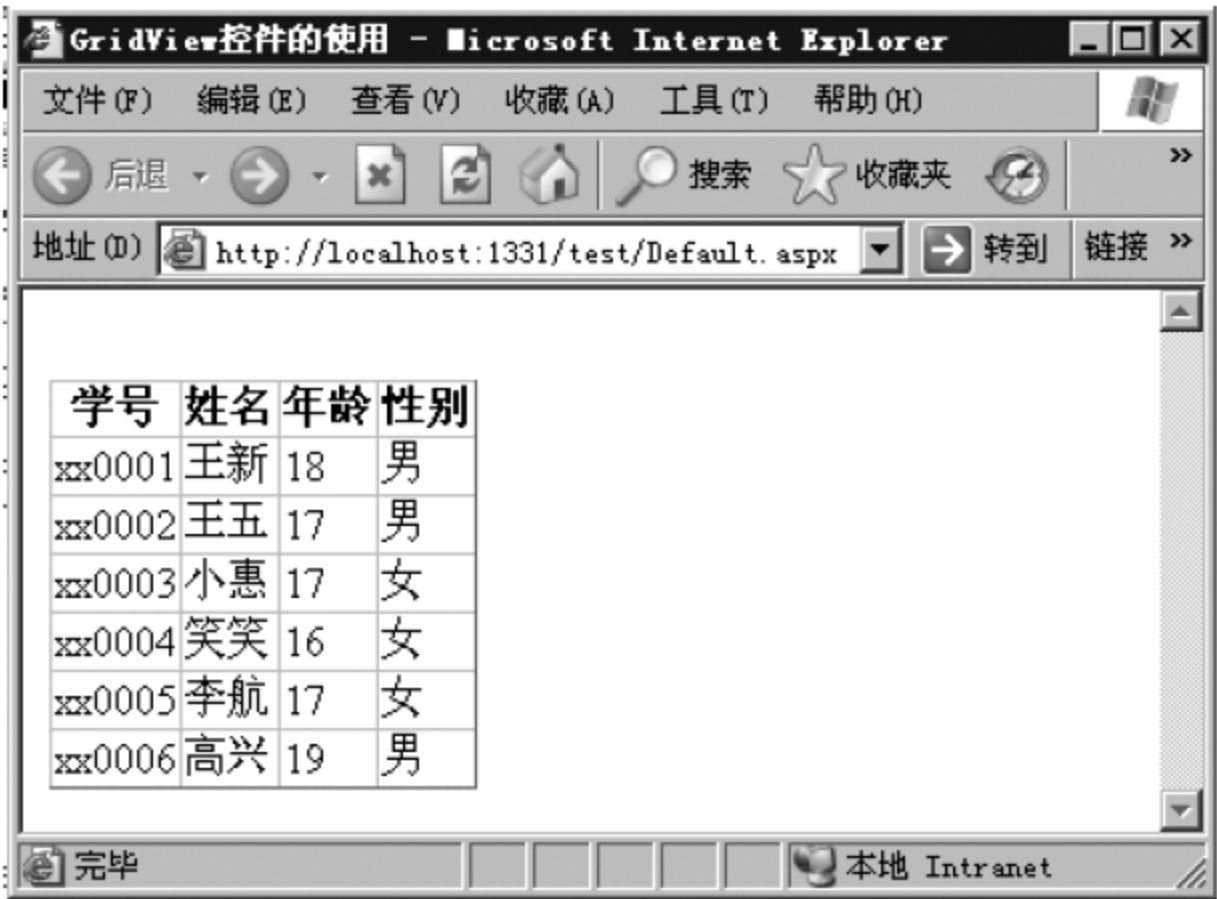 GridView控件的使用 - Microsoft Internet Explorer
文件(F) 编辑(E) 查看(V) 收藏(A) 工具(T) 帮助(H)
后退 搜索 收藏夹 »
地址(D) http://localhost:1331/test/Default.aspx 转到 链接 »
学号 姓名 年龄 性别
xx0001 王新 18 男
xx0002 王五 17 男
xx0003 小惠 17 女
xx0004 笑笑 16 女
xx0005 李航 17 女
xx0006 高兴 19 男
完毕 本地 Intranet